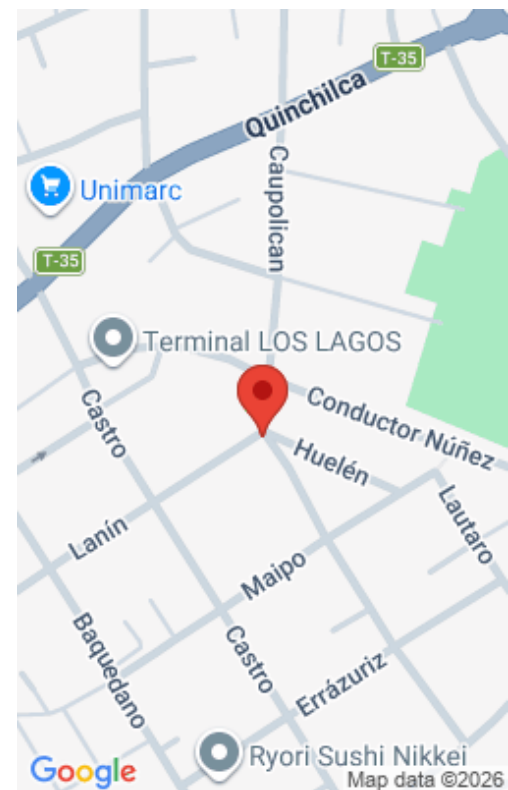 T-35
Quinchilca
Caupolican
Unimarc
T-35
Terminal LOS LAGOS
Castro
Conductor Núñez
Huelén
Lautaro
Lanín
Maipo
Baquedano
Castro
Errázuriz
Ryori Sushi Nikkei
Google
Map data ©2026